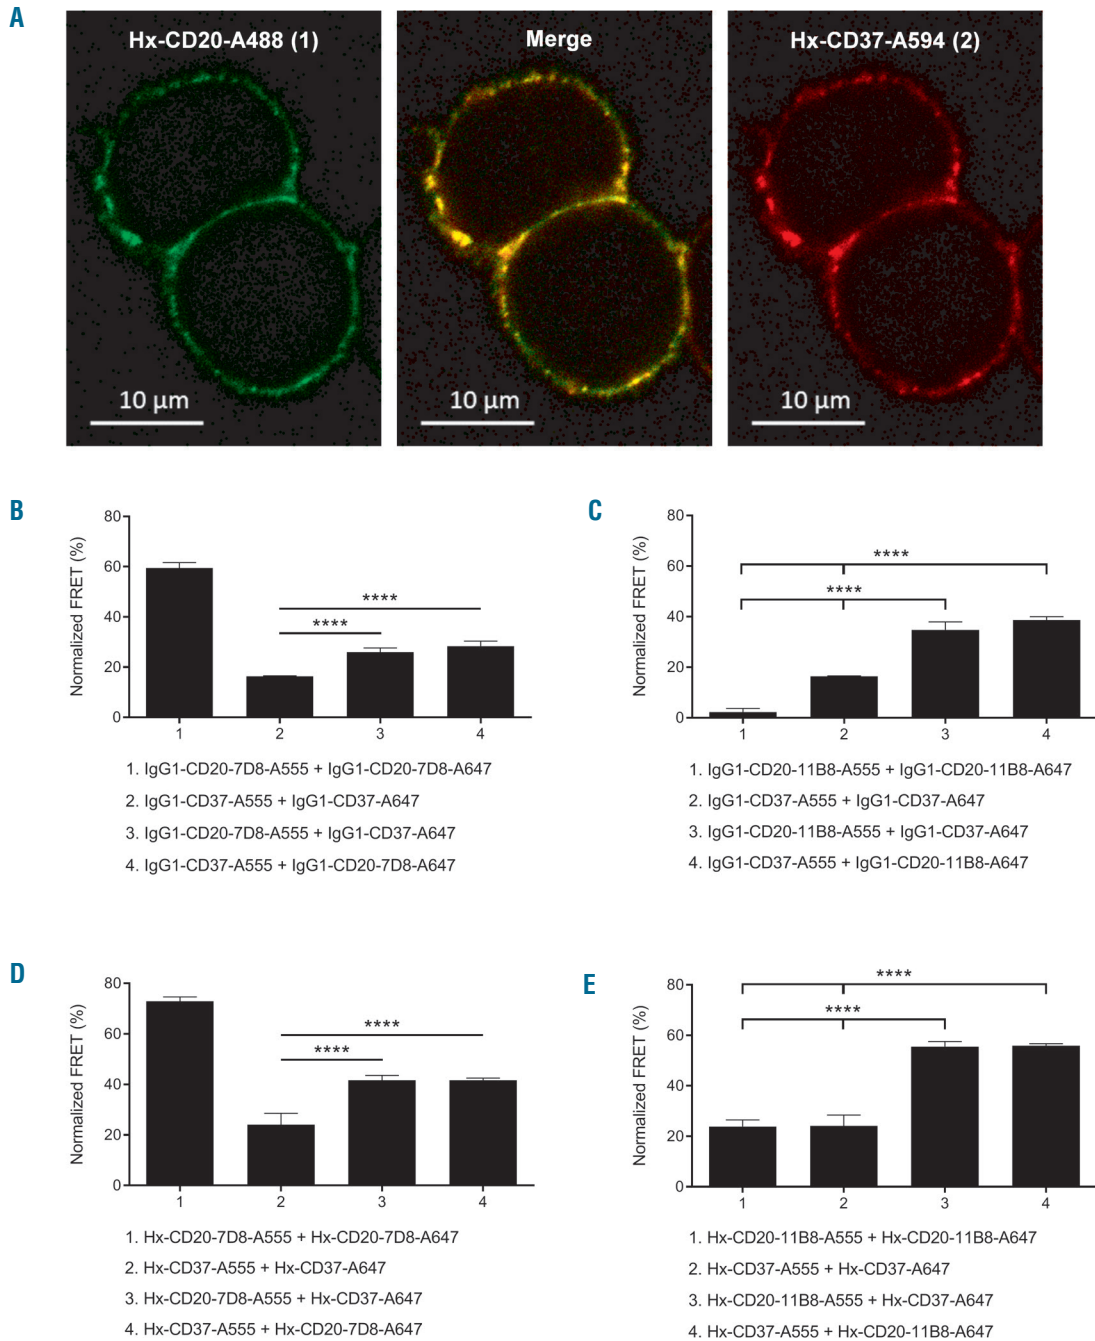 A
Hx-CD20-A488 (1)
Merge
Hx-CD37-A594 (2)
10 µm
10 µm
10 µm
B
Normalized FRET (%)
80
60
40
20
0
****
****
1 2 3 4
1. IgG1-CD20-7D8-A555 + IgG1-CD20-7D8-A647
2. IgG1-CD37-A555 + IgG1-CD37-A647
3. IgG1-CD20-7D8-A555 + IgG1-CD37-A647
4. IgG1-CD37-A555 + IgG1-CD20-7D8-A647
C
Normalized FRET (%)
80
60
40
20
0
****
****
1 2 3 4
1. IgG1-CD20-11B8-A555 + IgG1-CD20-11B8-A647
2. IgG1-CD37-A555 + IgG1-CD37-A647
3. IgG1-CD20-11B8-A555 + IgG1-CD37-A647
4. IgG1-CD37-A555 + IgG1-CD20-11B8-A647
D
Normalized FRET (%)
80
60
40
20
0
****
****
1 2 3 4
1. Hx-CD20-7D8-A555 + Hx-CD20-7D8-A647
2. Hx-CD37-A555 + Hx-CD37-A647
3. Hx-CD20-7D8-A555 + Hx-CD37-A647
4. Hx-CD37-A555 + Hx-CD20-7D8-A647
E
Normalized FRET (%)
80
60
40
20
0
****
****
1 2 3 4
1. Hx-CD20-11B8-A555 + Hx-CD20-11B8-A647
2. Hx-CD37-A555 + Hx-CD37-A647
3. Hx-CD20-11B8-A555 + Hx-CD37-A647
4. Hx-CD37-A555 + Hx-CD20-11B8-A647